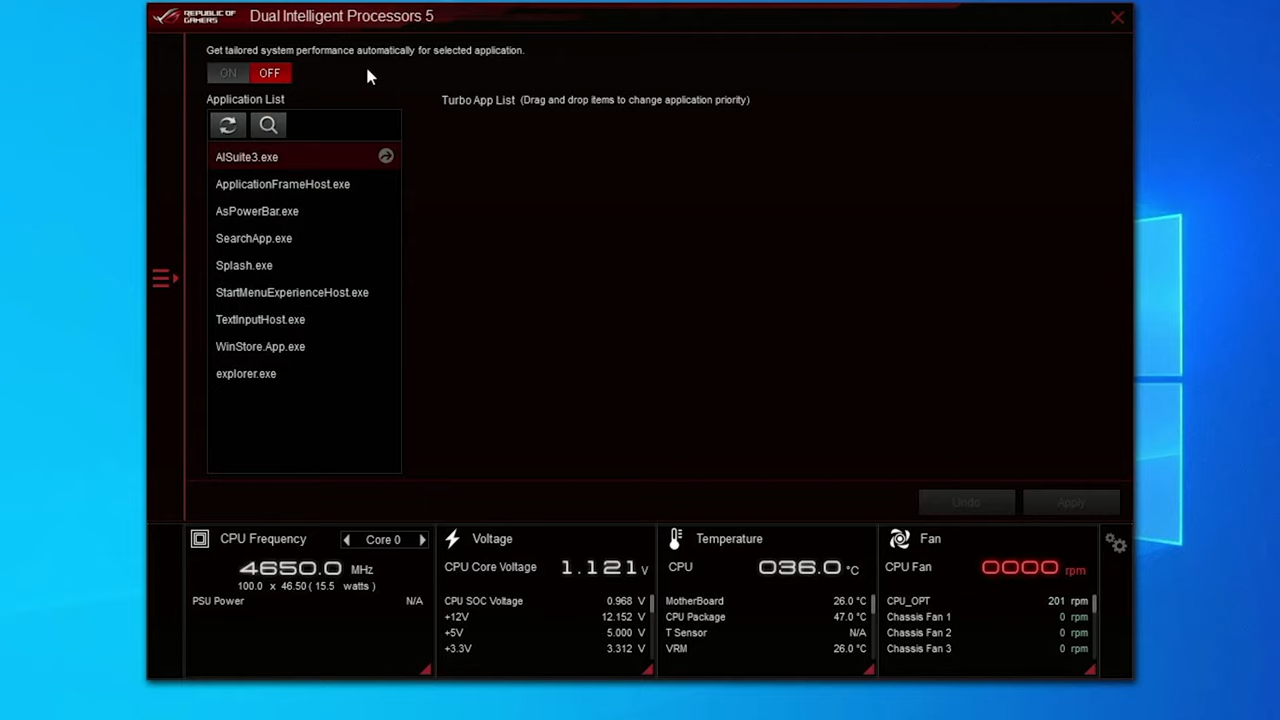 REPUBLIC OF GAMERS
Dual Intelligent Processors 5
Get tailored system performance automatically for selected application.
ON OFF
Application List
Turbo App List (Drag and drop items to change application priority)
AISuite3.exe
ApplicationFrameHost.exe
AsPowerBar.exe
SearchApp.exe
Splash.exe
StartMenuExperienceHost.exe
TextInputHost.exe
WinStore.App.exe
explorer.exe
Undo Apply
CPU Frequency Core 0
4650.0 MHz
100.0 x 46.50 ( 15.5 watts )
PSU Power N/A
Voltage
CPU Core Voltage 1.121 V
CPU SOC Voltage 0.968 V
+12V 12.152 V
+5V 5.000 V
+3.3V 3.312 V
Temperature
CPU 036.0 °C
MotherBoard 26.0 °C
CPU Package 47.0 °C
T Sensor N/A
VRM 26.0 °C
Fan
CPU Fan 0000 rpm
CPU_OPT 201 rpm
Chassis Fan 1 0 rpm
Chassis Fan 2 0 rpm
Chassis Fan 3 0 rpm